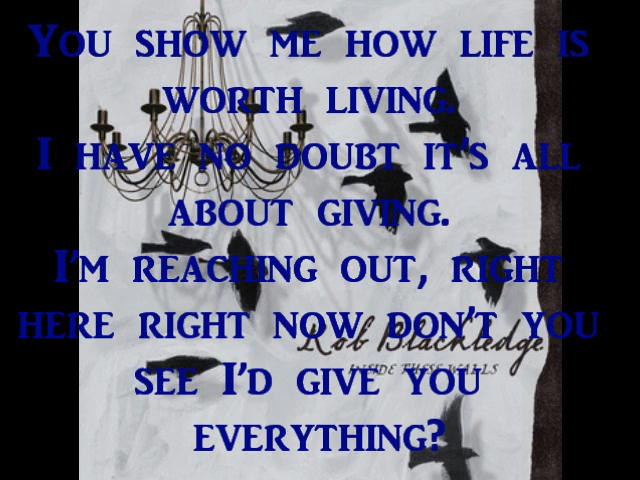 You show me how life is
worth living.
I have no doubt it's all
about giving.
I'm reaching out, right
here right now don't you
Rob Blackledge
INSIDE THESE WALLS
see I'd give you
everything?